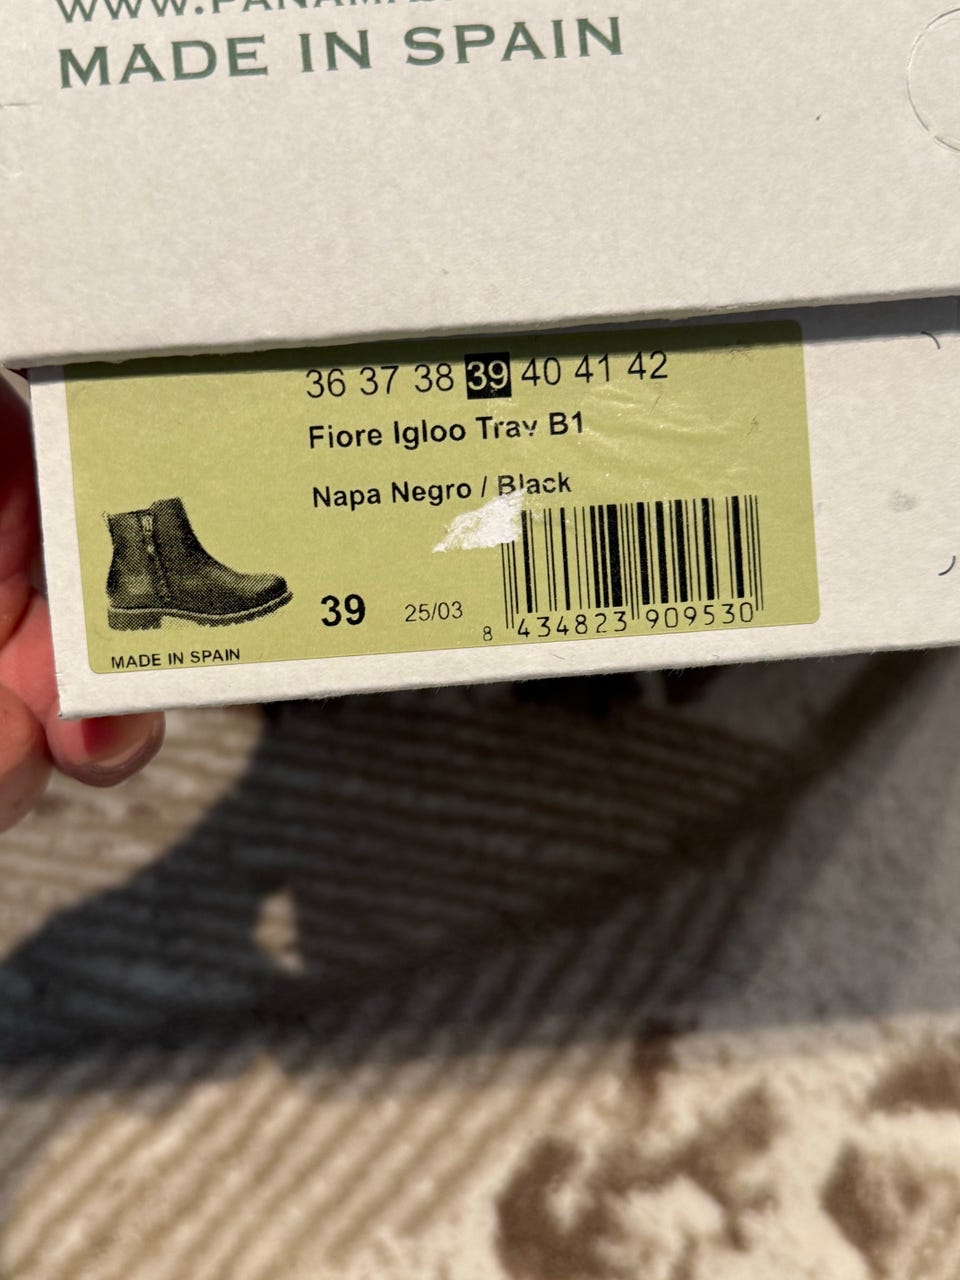 MADE IN SPAIN
36 37 38 39 40 41 42
Fiore Igloo Trav B1
Napa Negro / Black
39 25/03
8 434823 909530
MADE IN SPAIN